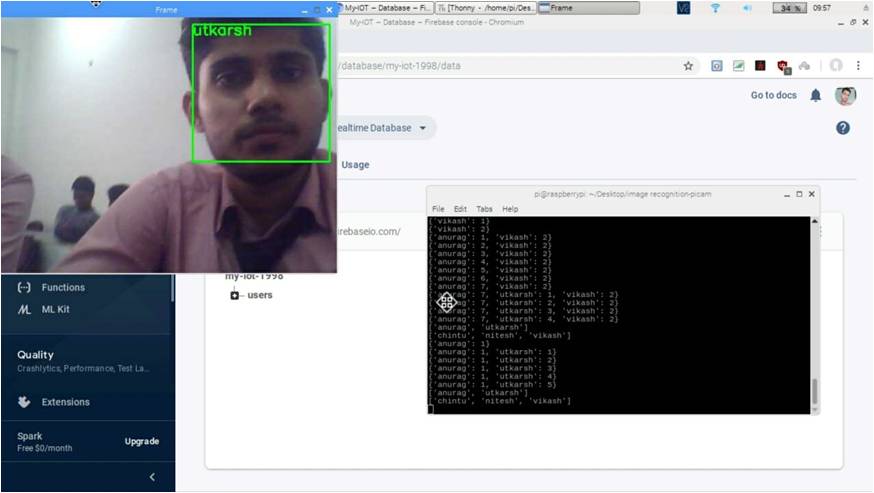 Frame
My-IOT – Database – Fi...
[Thonny - /home/pi/Des...
Frame
34 %
09:57
My-IOT – Database – Firebase console - Chromium
utkarsh
/database/my-iot-1998/data
Go to docs
ealtime Database
Usage
irebaseio.com/
my-iot-1998
users
Functions
ML Kit
Quality
Crashlytics, Performance, Test La...
Extensions
Spark
Free $0/month
Upgrade
pi@raspberrypi: ~/Desktop/image recognition-picam
File Edit Tabs Help
{'vikash': 1}
{'vikash': 2}
{'anurag': 1, 'vikash': 2}
{'anurag': 2, 'vikash': 2}
{'anurag': 3, 'vikash': 2}
{'anurag': 4, 'vikash': 2}
{'anurag': 5, 'vikash': 2}
{'anurag': 6, 'vikash': 2}
{'anurag': 7, 'vikash': 2}
{'anurag': 7, 'utkarsh': 1, 'vikash': 2}
{'anurag': 7, 'utkarsh': 2, 'vikash': 2}
{'anurag': 7, 'utkarsh': 3, 'vikash': 2}
{'anurag': 7, 'utkarsh': 4, 'vikash': 2}
['anurag', 'utkarsh']
['chintu', 'nitesh', 'vikash']
{'anurag': 1}
{'anurag': 1, 'utkarsh': 1}
{'anurag': 1, 'utkarsh': 2}
{'anurag': 1, 'utkarsh': 3}
{'anurag': 1, 'utkarsh': 4}
{'anurag': 1, 'utkarsh': 5}
['anurag', 'utkarsh']
['chintu', 'nitesh', 'vikash']